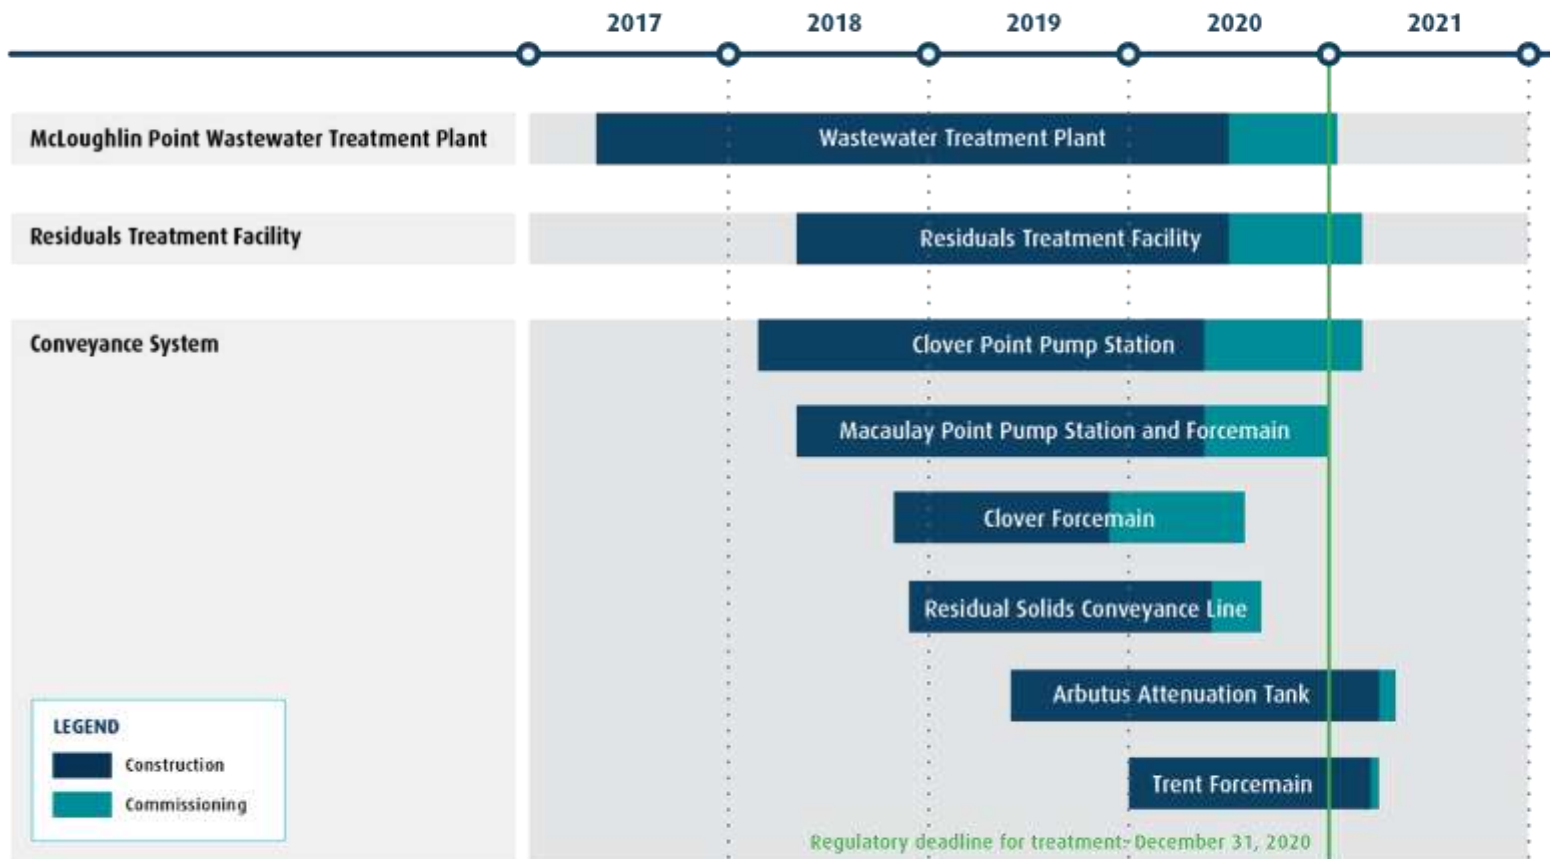 2017 2018 2019 2020 2021
McLoughlin Point Wastewater Treatment Plant
Wastewater Treatment Plant
Residuals Treatment Facility
Residuals Treatment Facility
Conveyance System
Clover Point Pump Station
Macaulay Point Pump Station and Forcemain
Clover Forcemain
Residual Solids Conveyance Line
Arbutus Attenuation Tank
Trent Forcemain
LEGEND
Construction
Commissioning
Regulatory deadline for treatment- December 31, 2020